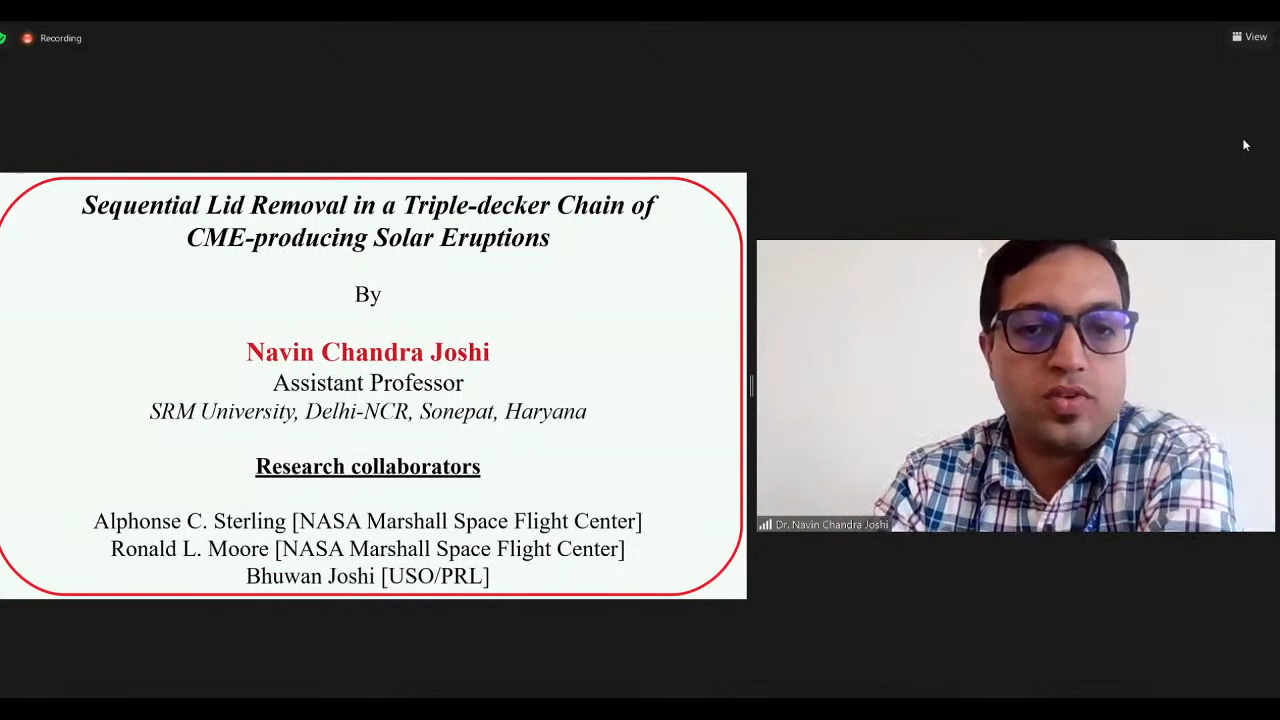 Recording
View
Sequential Lid Removal in a Triple-decker Chain of
CME-producing Solar Eruptions
By
Navin Chandra Joshi
Assistant Professor
SRM University, Delhi-NCR, Sonepat, Haryana
Research collaborators
Alphonse C. Sterling [NASA Marshall Space Flight Center]
Ronald L. Moore [NASA Marshall Space Flight Center]
Bhuwan Joshi [USO/PRL]
Dr. Navin Chandra Joshi